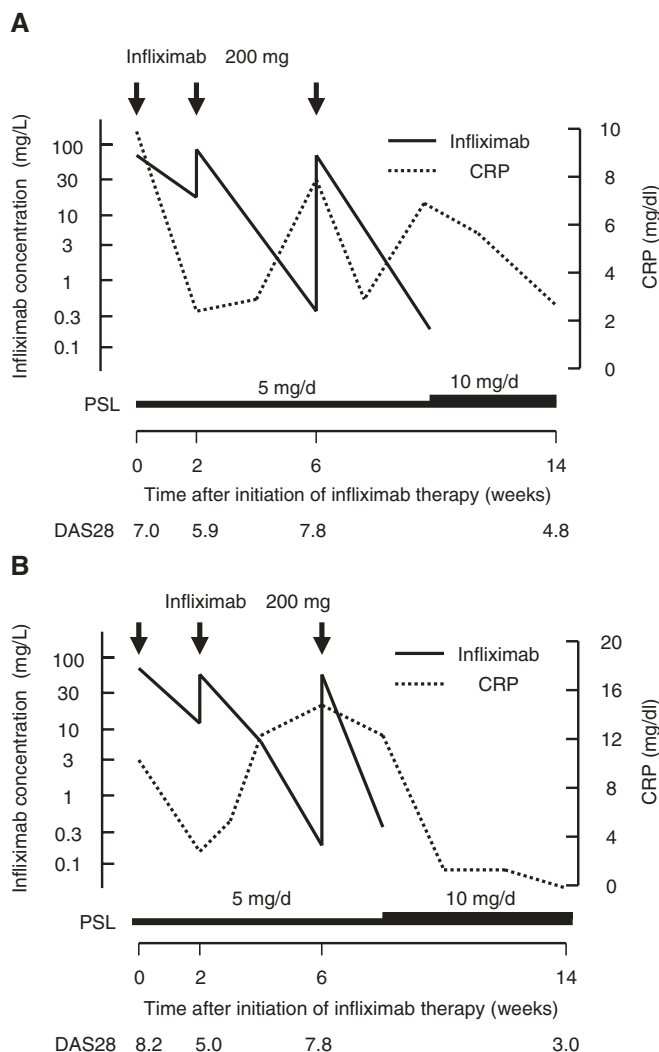 A
Infliximab 200 mg
Infliximab concentration (mg/L)
100
30
10
3
1
0.3
0.1
Infliximab
CRP
10
8
6
4
2
0
CRP (mg/dl)
PSL
5 mg/d
10 mg/d
0 2 6 14
Time after initiation of infliximab therapy (weeks)
DAS28 7.0 5.9 7.8 4.8
B
Infliximab 200 mg
Infliximab concentration (mg/L)
100
30
10
3
1
0.3
0.1
Infliximab
CRP
20
16
12
8
4
0
CRP (mg/dl)
PSL
5 mg/d
10 mg/d
0 2 6 14
Time after initiation of infliximab therapy (weeks)
DAS28 8.2 5.0 7.8 3.0